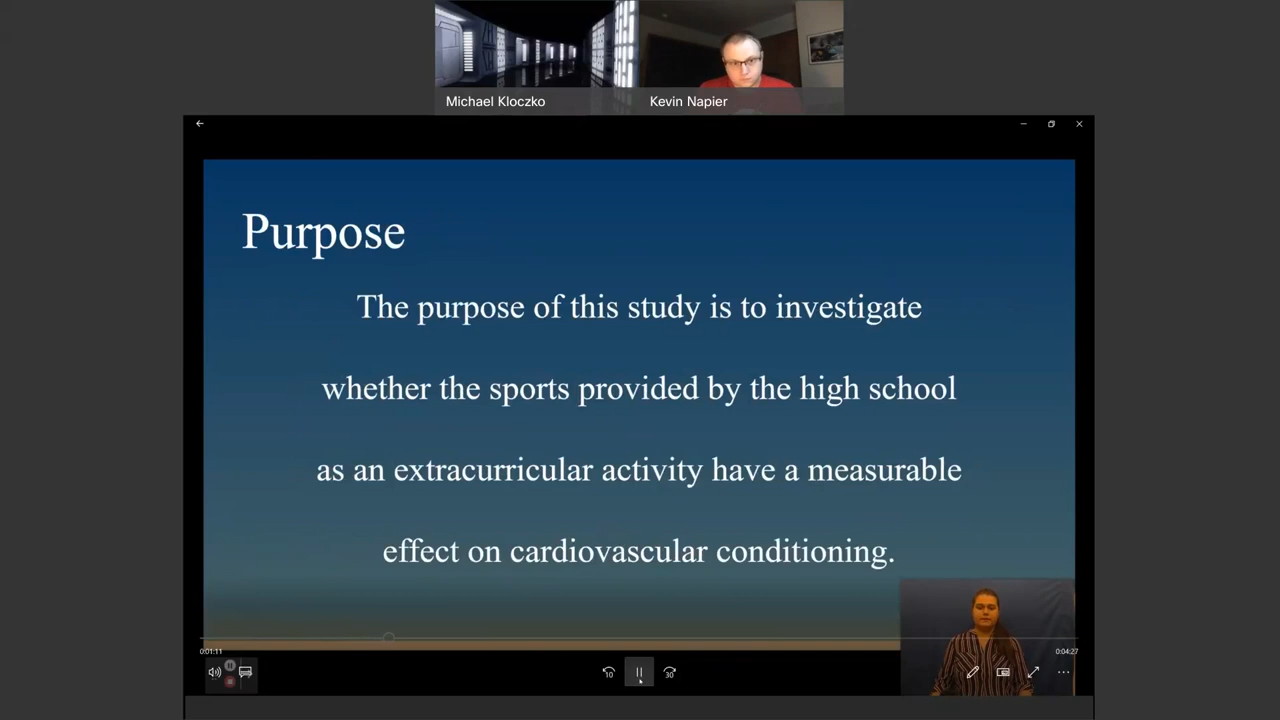 Michael Kloczko
Kevin Napier
Purpose
The purpose of this study is to investigate
whether the sports provided by the high school
as an extracurricular activity have a measurable
effect on cardiovascular conditioning.
0:01:11
0:04:27
10
30